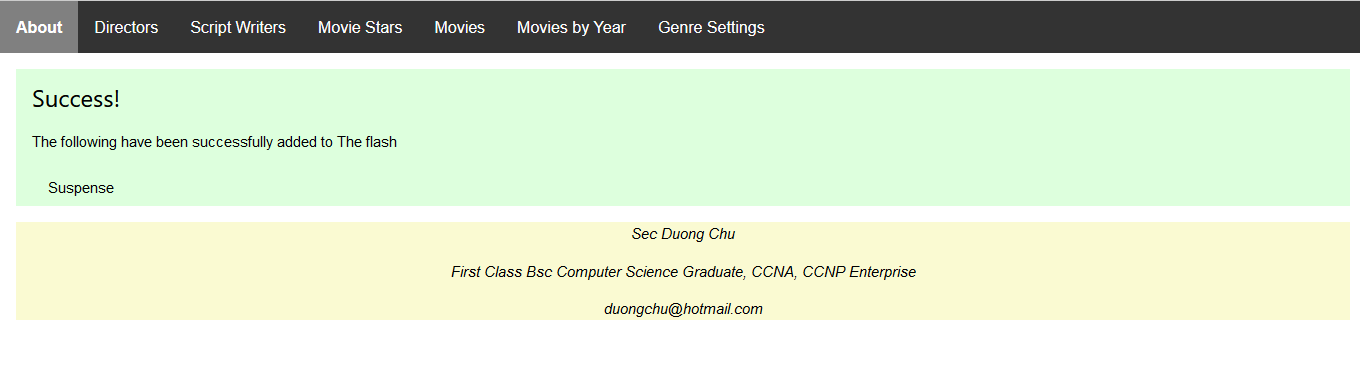 About Directors Script Writers Movie Stars Movies Movies by Year Genre Settings
Success!
The following have been successfully added to The flash
Suspense
Sec Duong Chu
First Class Bsc Computer Science Graduate, CCNA, CCNP Enterprise
duongchu@hotmail.com